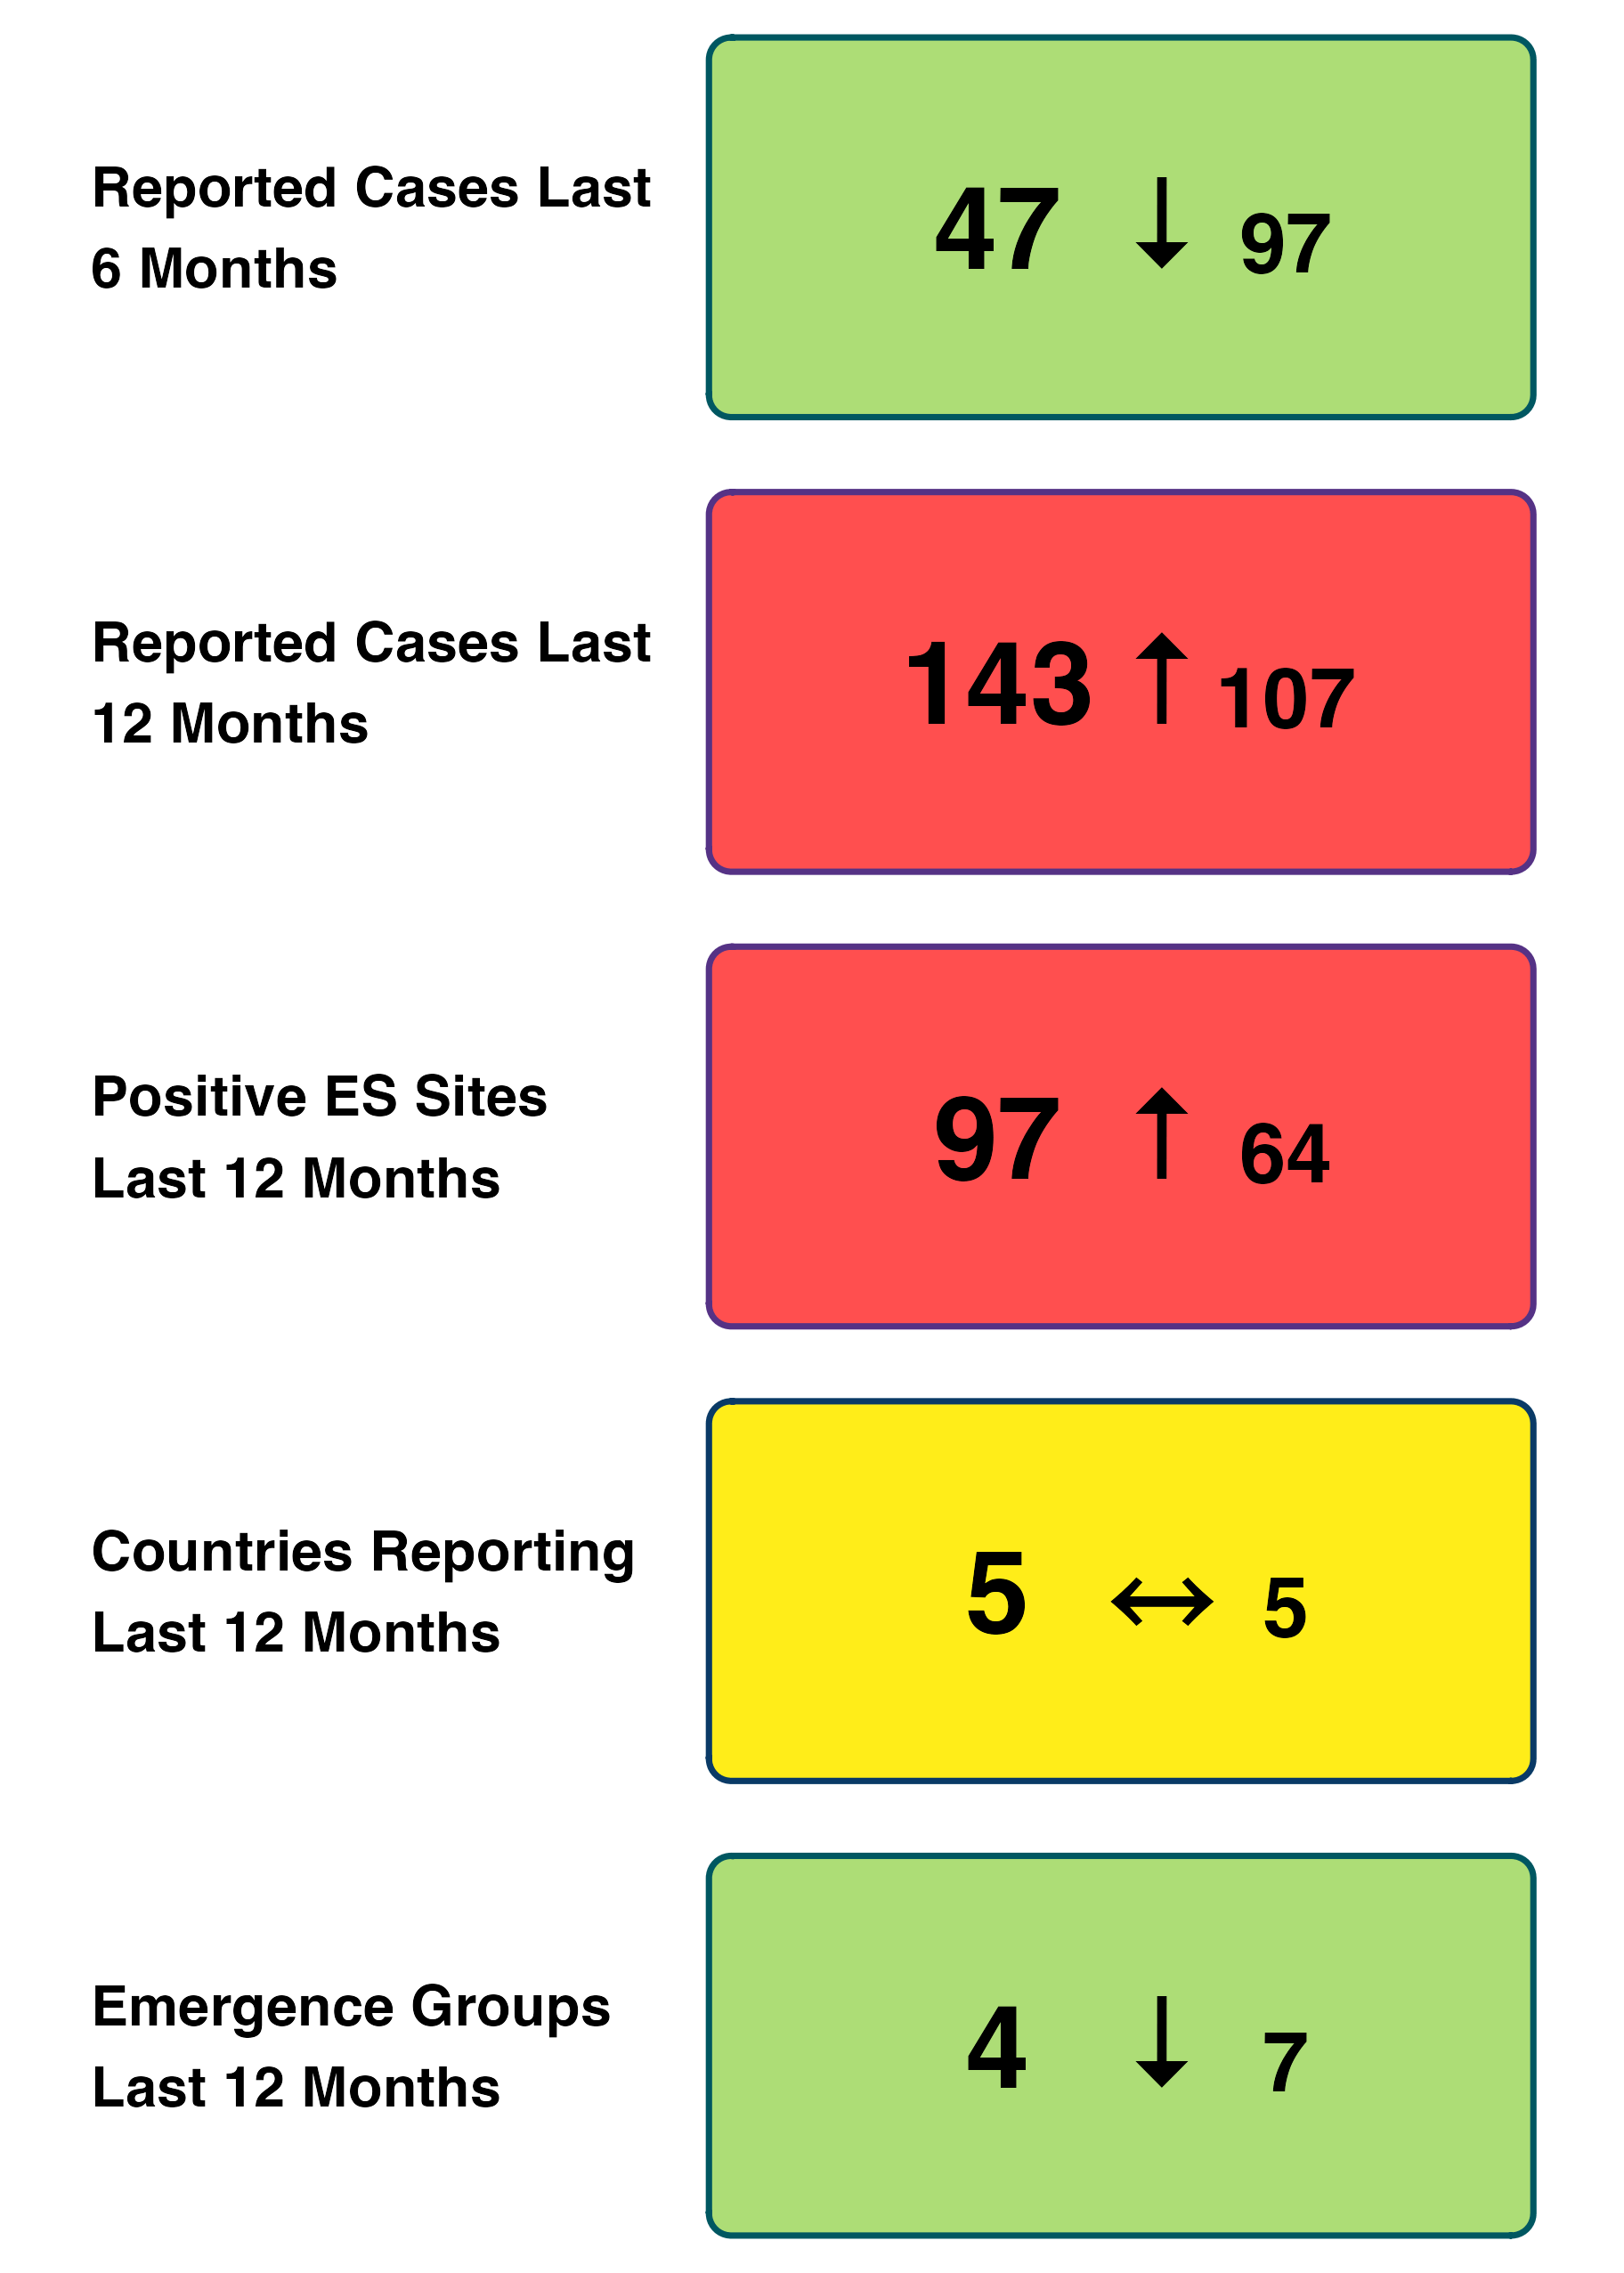 Reported Cases Last
6 Months
47 ↓ 97
Reported Cases Last
12 Months
143 ↑ 107
Positive ES Sites
Last 12 Months
97 ↑ 64
Countries Reporting
Last 12 Months
5 ↔ 5
Emergence Groups
Last 12 Months
4 ↓ 7